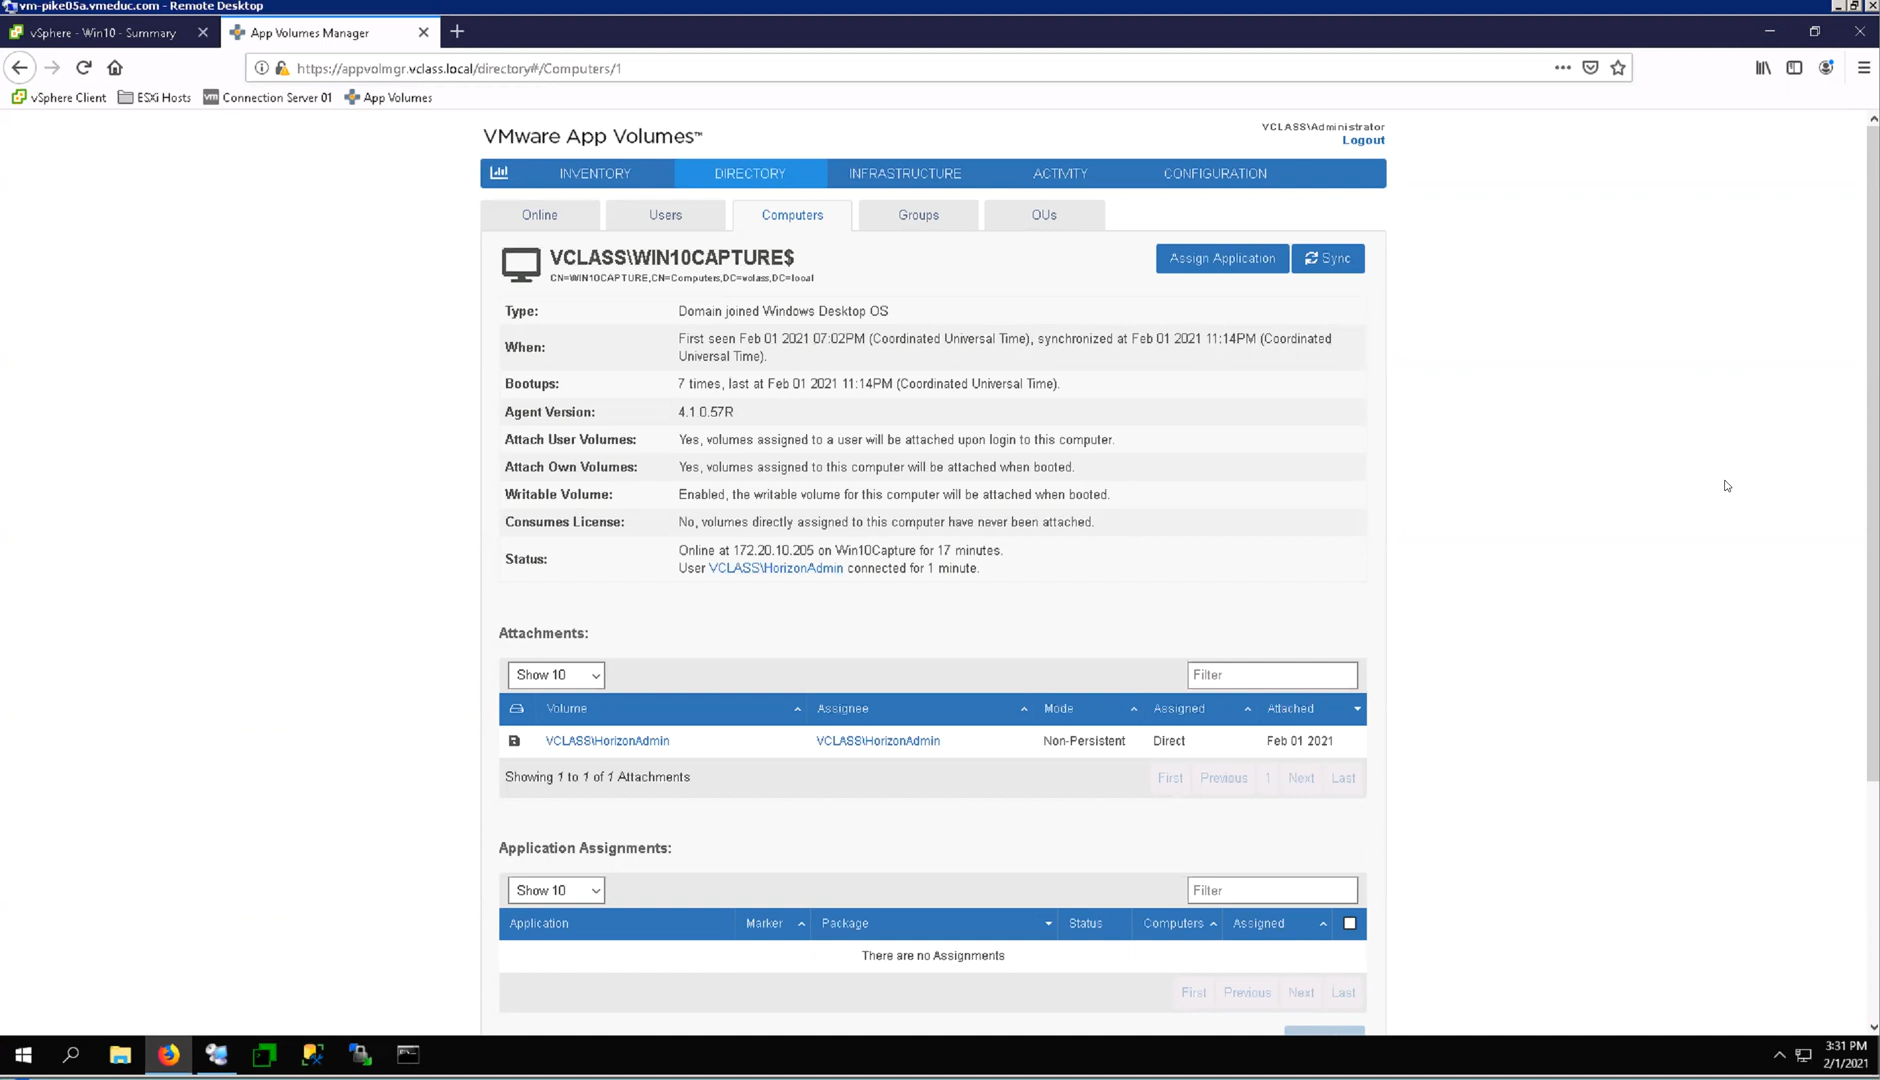 vm-pike05a.vmeduc.com - Remote Desktop
vSphere - Win10 - Summary
App Volumes Manager
https://appvolmgr.vclass.local/directory#/Computers/1
vSphere Client
ESXi Hosts
vm Connection Server 01
App Volumes
VMware App Volumes™
VCLASS\Administrator
Logout
INVENTORY
DIRECTORY
INFRASTRUCTURE
ACTIVITY
CONFIGURATION
Online
Users
Computers
Groups
OUs
VCLASS\WIN10CAPTURE$
CN=WIN10CAPTURE,CN=Computers,DC=vclass,DC=local
Assign Application
Sync
Type: Domain joined Windows Desktop OS
When: First seen Feb 01 2021 07:02PM (Coordinated Universal Time), synchronized at Feb 01 2021 11:14PM (Coordinated
Universal Time).
Bootups: 7 times, last at Feb 01 2021 11:14PM (Coordinated Universal Time).
Agent Version: 4.1.0.57R
Attach User Volumes: Yes, volumes assigned to a user will be attached upon login to this computer.
Attach Own Volumes: Yes, volumes assigned to this computer will be attached when booted.
Writable Volume: Enabled, the writable volume for this computer will be attached when booted.
Consumes License: No, volumes directly assigned to this computer have never been attached.
Status: Online at 172.20.10.205 on Win10Capture for 17 minutes.
User VCLASS\HorizonAdmin connected for 1 minute.
Attachments:
Show 10
Filter
Volume Assignee Mode Assigned Attached
VCLASS\HorizonAdmin VCLASS\HorizonAdmin Non-Persistent Direct Feb 01 2021
Showing 1 to 1 of 1 Attachments
First Previous 1 Next Last
Application Assignments:
Show 10
Filter
Application Marker Package Status Computers Assigned
There are no Assignments
First Previous Next Last
3:31 PM
2/1/2021